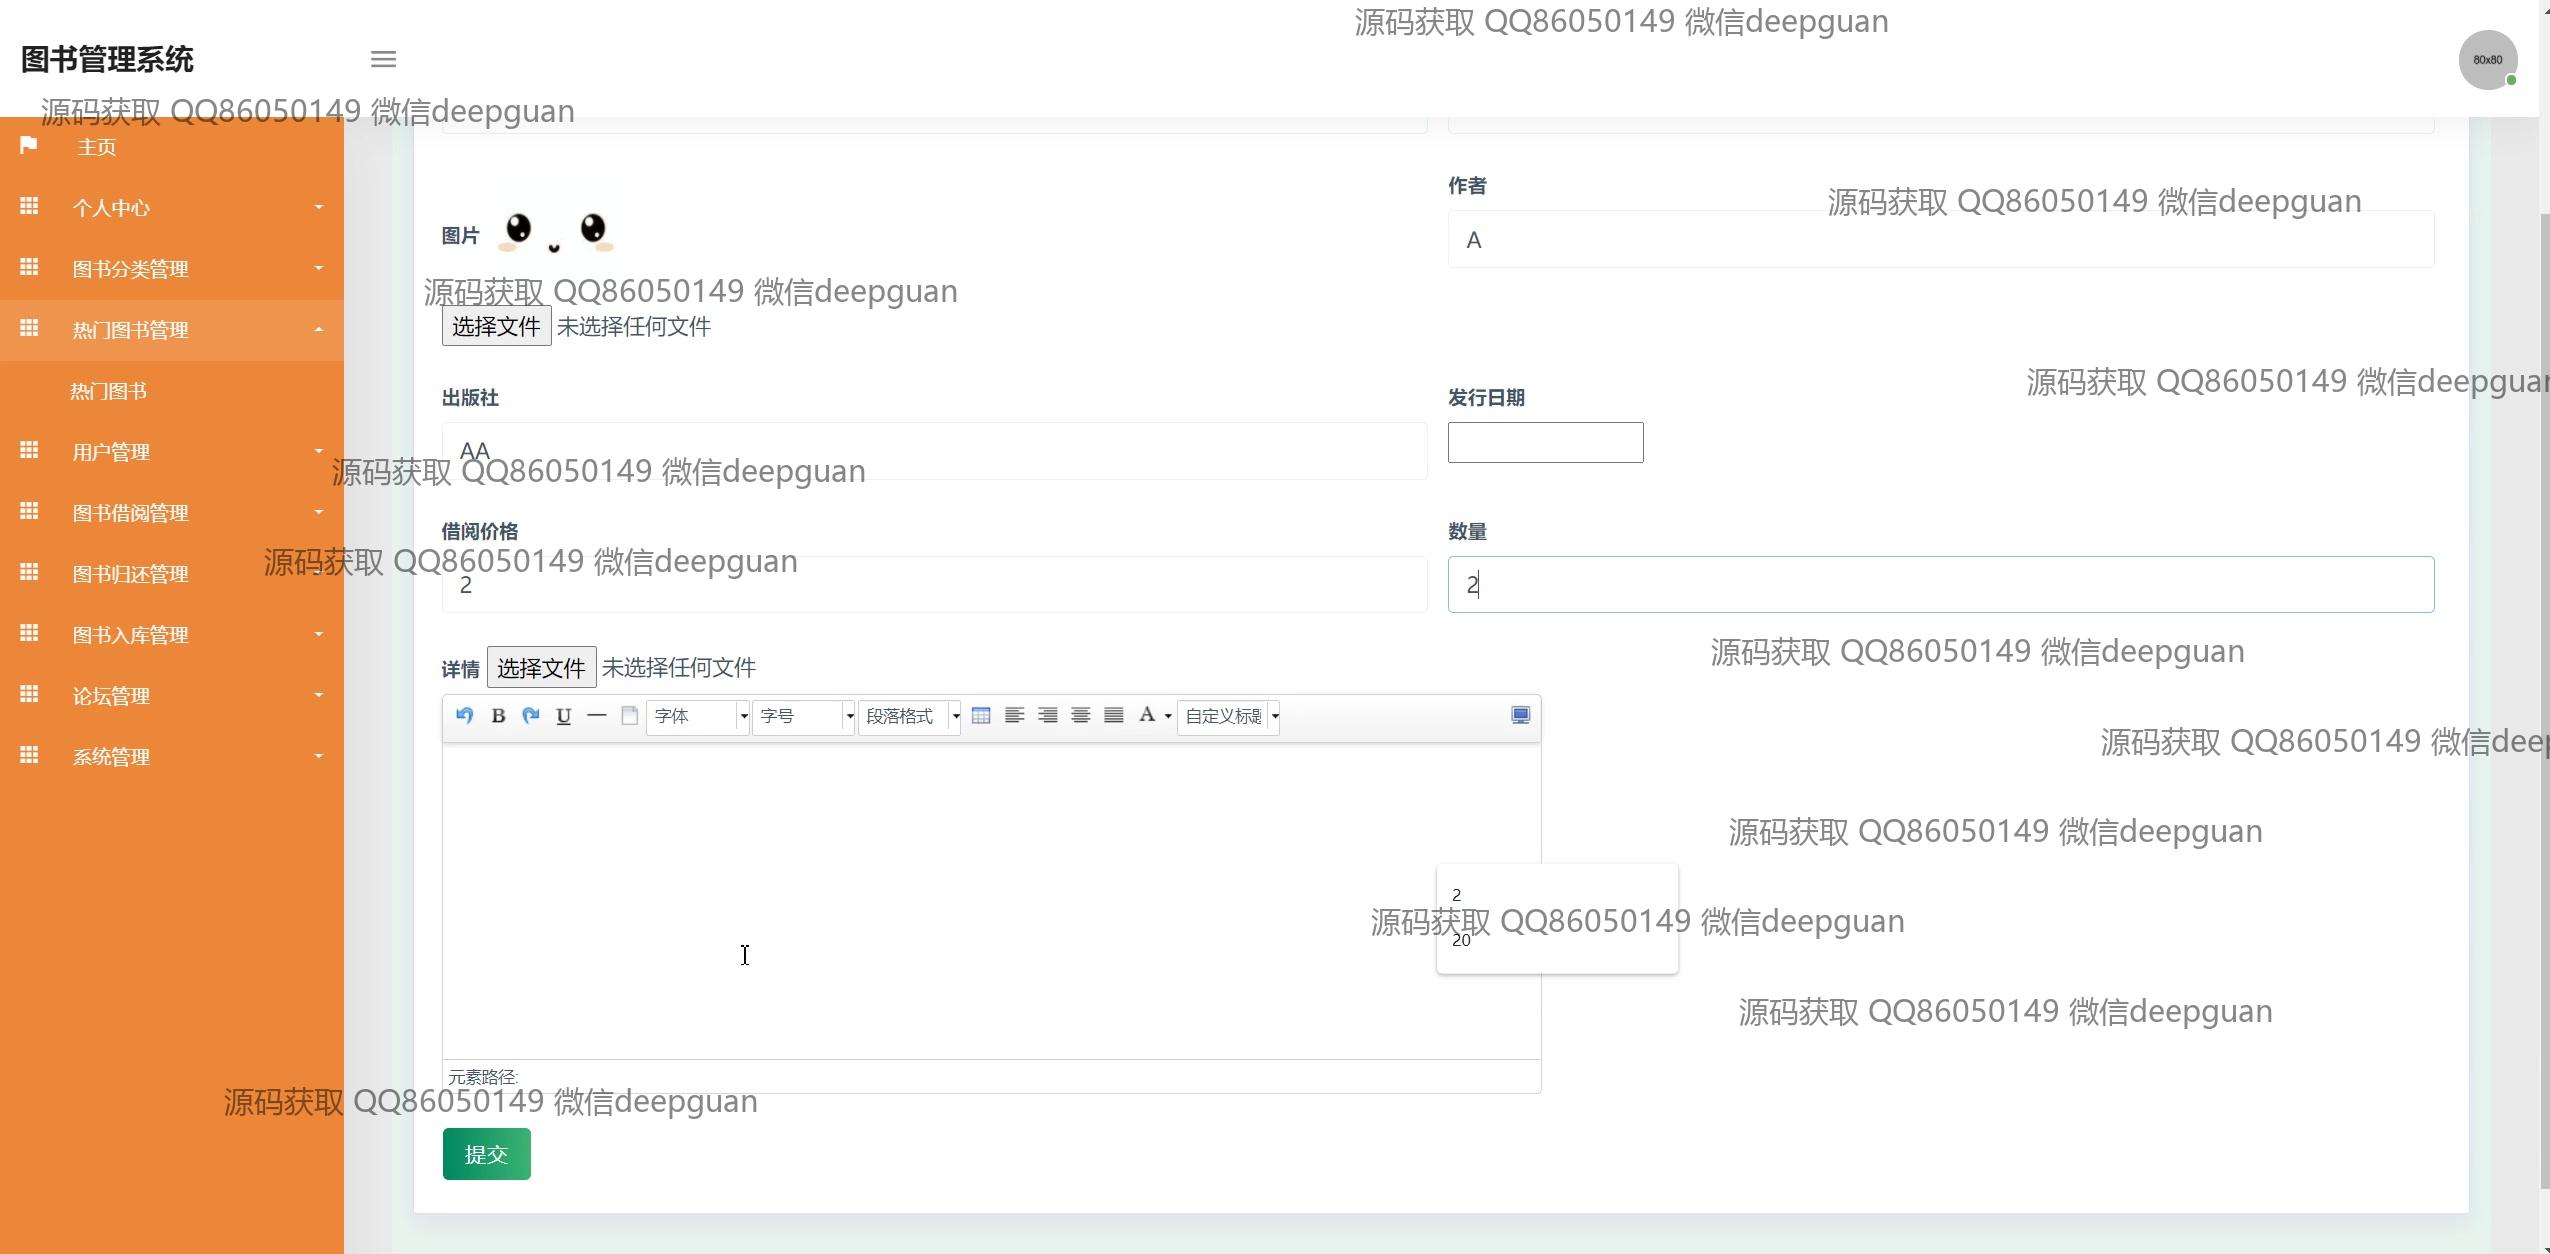 源码获取 QQ86050149 微信deepguan
图书管理系统
80x80
源码获取 QQ86050149 微信deepguan
主页
个人中心
图书分类管理
热门图书管理
热门图书
用户管理
图书借阅管理
图书归还管理
图书入库管理
论坛管理
系统管理
作者
源码获取 QQ86050149 微信deepguan
图片
A
源码获取 QQ86050149 微信deepguan
选择文件 未选择任何文件
源码获取 QQ86050149 微信deepguan
出版社
发行日期
AA
源码获取 QQ86050149 微信deepguan
借阅价格
数量
源码获取 QQ86050149 微信deepguan
2
2
源码获取 QQ86050149 微信deepguan
详情 选择文件 未选择任何文件
B U 字体 字号 段落格式 A 自定义标题
源码获取 QQ86050149 微信deep
源码获取 QQ86050149 微信deepguan
2
源码获取 QQ86050149 微信deepguan
20
源码获取 QQ86050149 微信deepguan
元素路径:
源码获取 QQ86050149 微信deepguan
提交